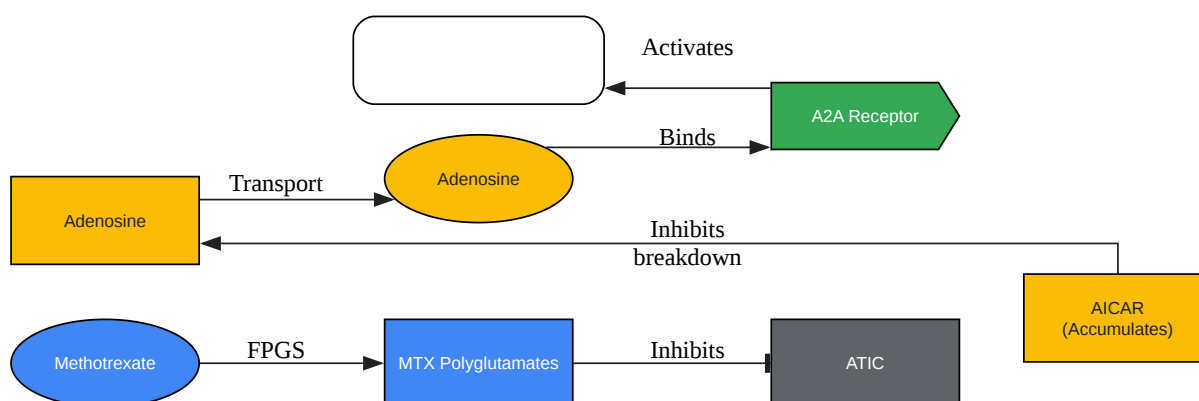 Activates
A2A Receptor
Binds
Adenosine
Transport
Adenosine
Inhibits
breakdown
AICAR
(Accumulates)
Methotrexate
FPGS
MTX Polyglutamates
Inhibits
ATIC